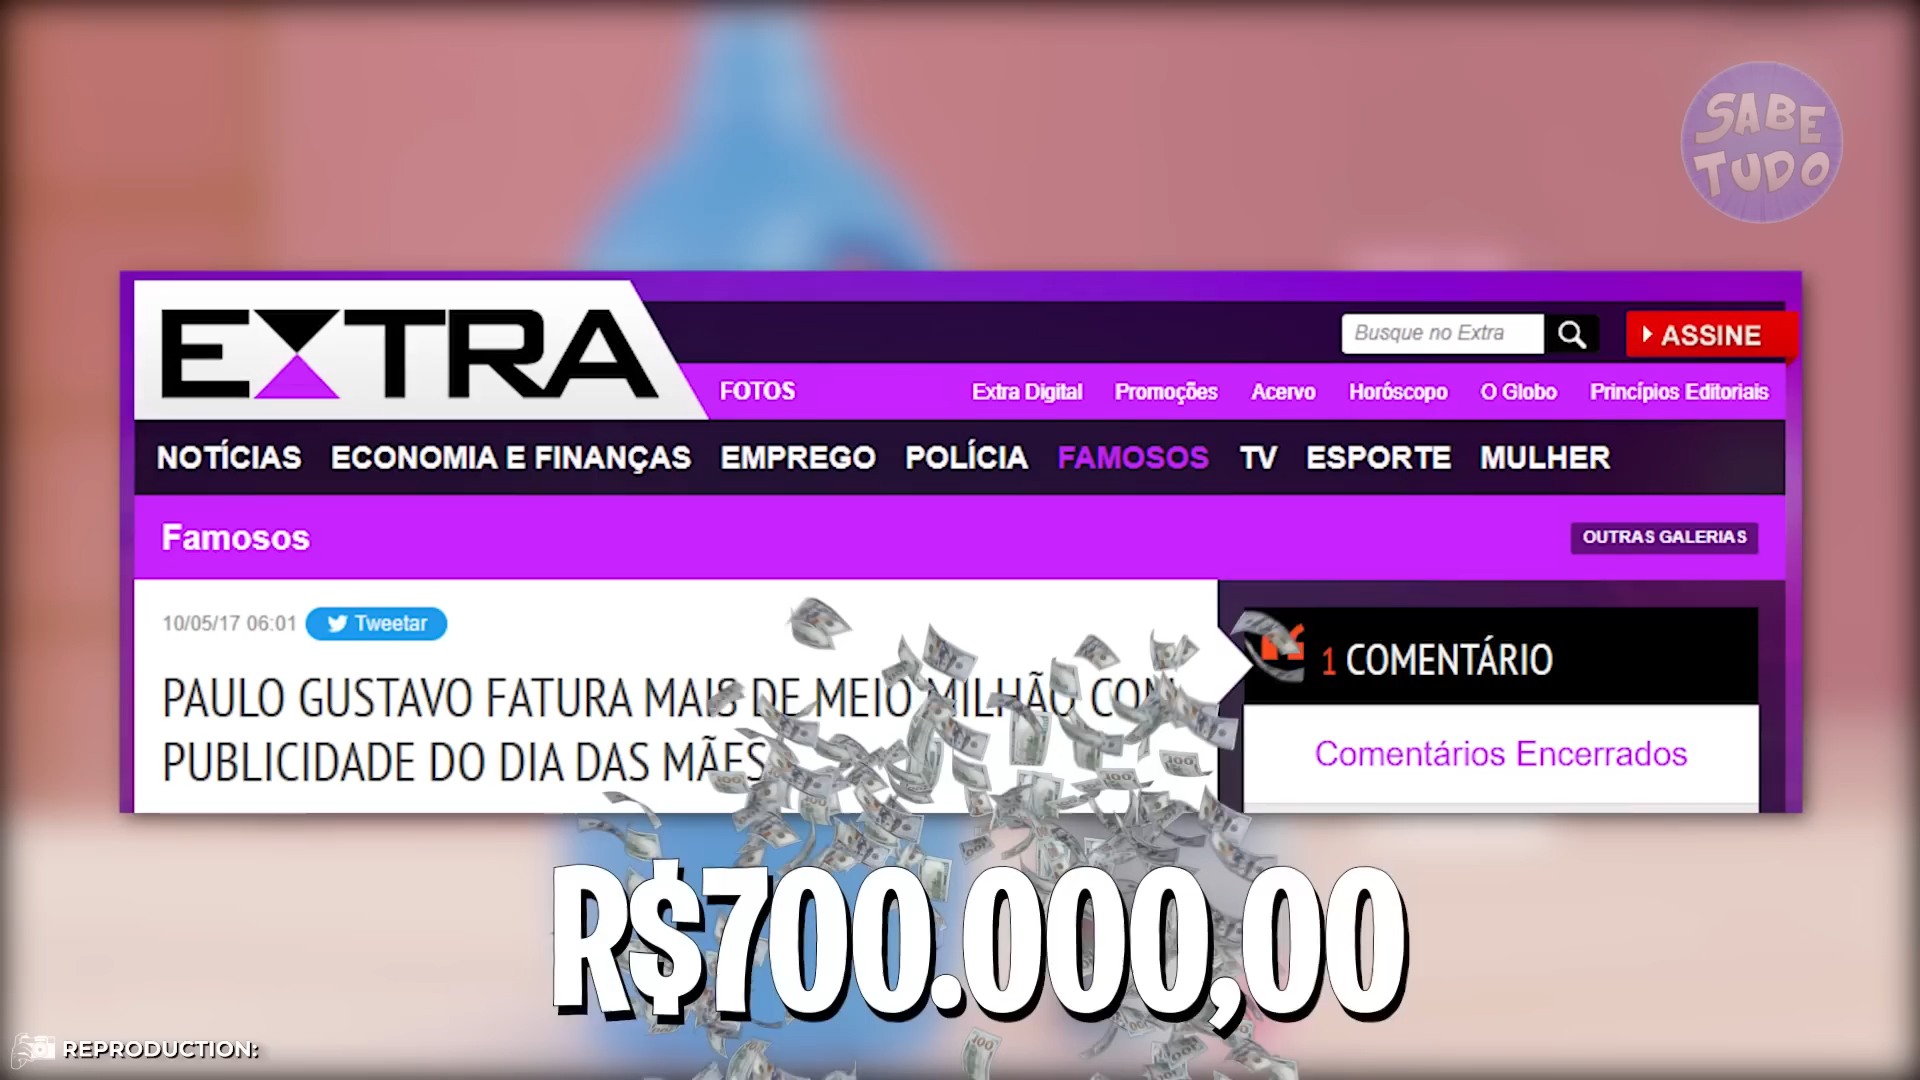 SABE
TUDO
EXTRA
Busque no Extra
ASSINE
FOTOS
Extra Digital
Promoções
Acervo
Horóscopo
O Globo
Princípios Editoriais
NOTÍCIAS ECONOMIA E FINANÇAS EMPREGO POLÍCIA FAMOSOS TV ESPORTE MULHER
Famosos
OUTRAS GALERIAS
10/05/17 06:01 Tweetar
PAULO GUSTAVO FATURA MAIS DE MEIO MILHÃO COM
PUBLICIDADE DO DIA DAS MÃES
1 COMENTÁRIO
Comentários Encerrados
R$700.000,00
REPRODUCTION: